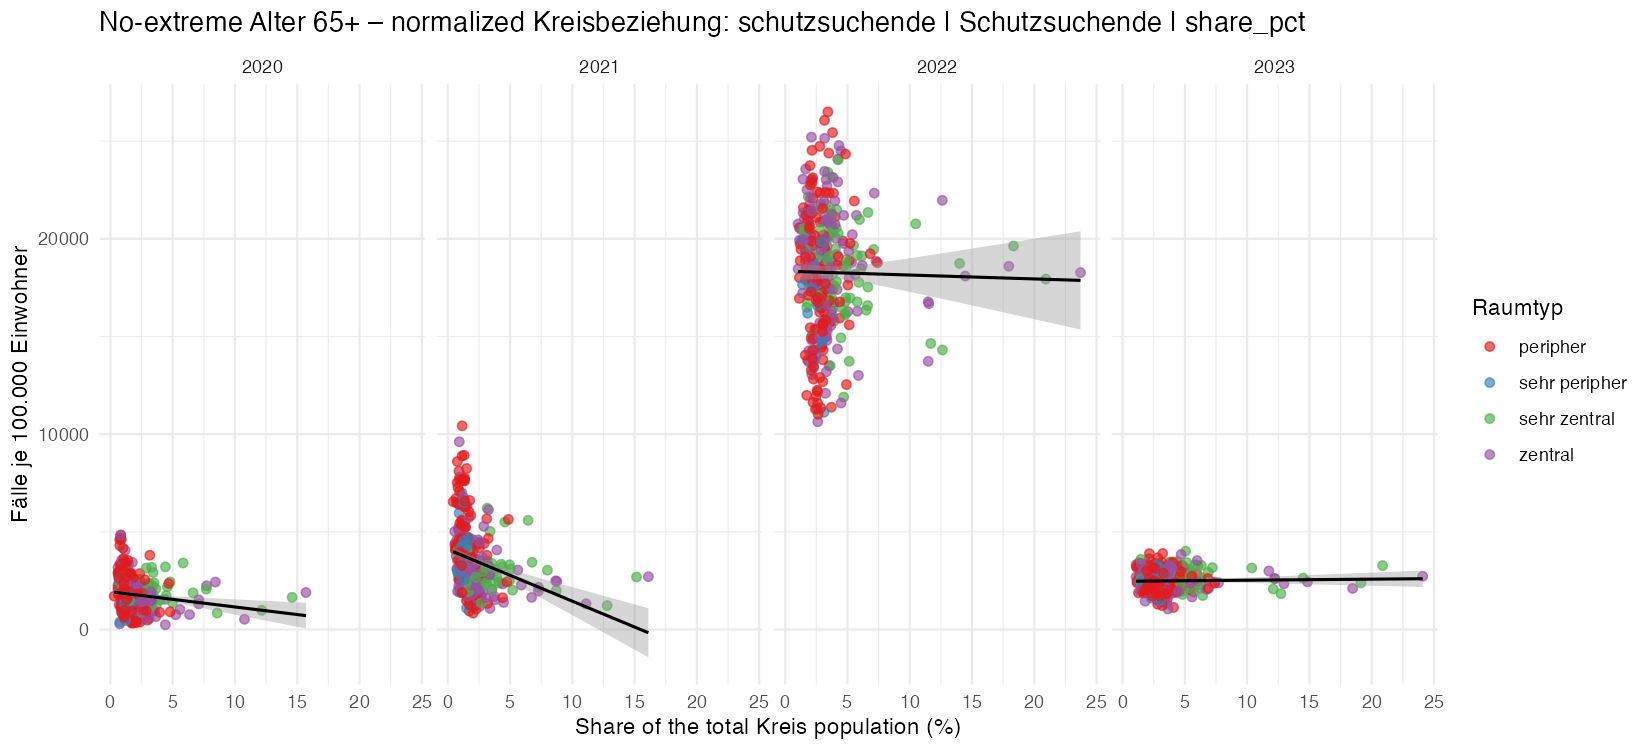 No-extreme Alter 65+ – normalized Kreisbeziehung: schutzsuchende | Schutzsuchende | share_pct
2020 2021 2022 2023
20000
10000
0
Fälle je 100.000 Einwohner
0 5 10 15 20 25 0 5 10 15 20 25 0 5 10 15 20 25 0 5 10 15 20 25
Share of the total Kreis population (%)
Raumtyp
peripher
sehr peripher
sehr zentral
zentral